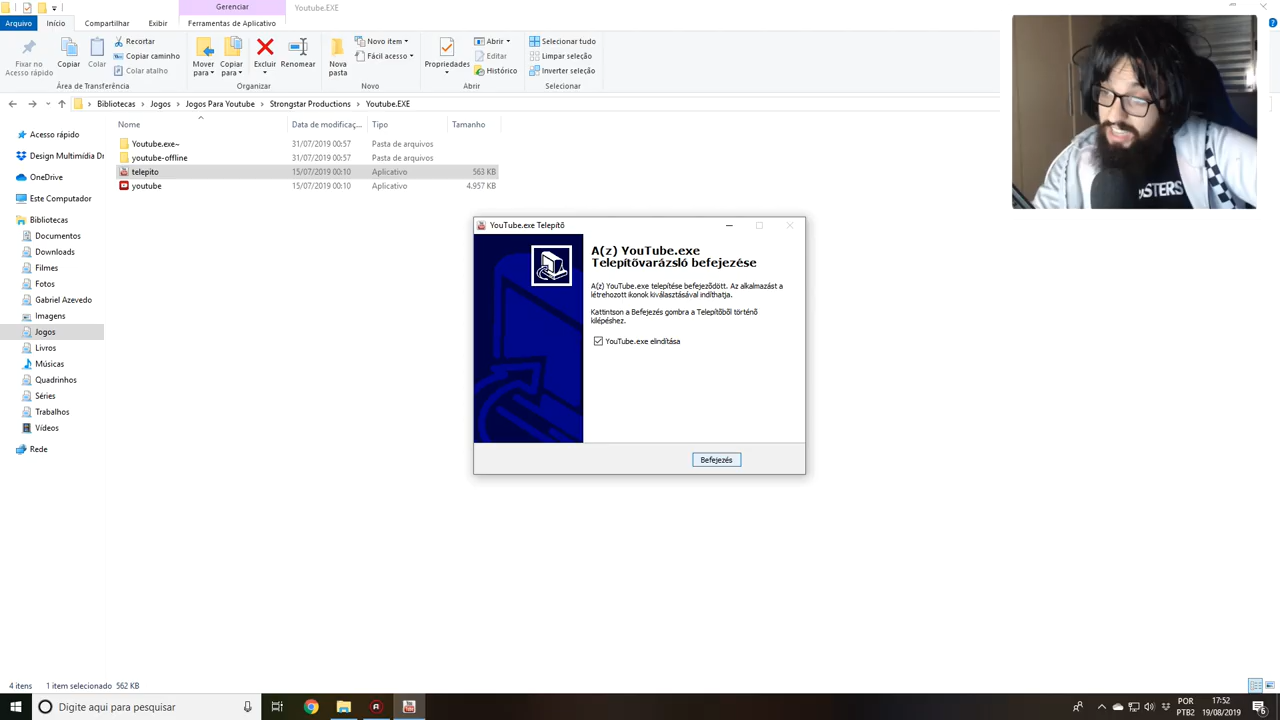 Gerenciar
Youtube.EXE
Arquivo Início Compartilhar Exibir Ferramentas de Aplicativo
Fixar no Acesso rápido
Copiar
Colar
Recortar
Copiar caminho
Colar atalho
Área de Transferência
Mover para
Copiar para
Excluir
Renomear
Organizar
Nova pasta
Novo item
Fácil acesso
Novo
Propriedades
Abrir
Editar
Histórico
Abrir
Selecionar tudo
Limpar seleção
Inverter seleção
Selecionar
Bibliotecas Jogos Jogos Para Youtube Strongstar Productions Youtube.EXE
Nome Data de modificaç... Tipo Tamanho
Youtube.exe~ 31/07/2019 00:57 Pasta de arquivos
youtube-offline 31/07/2019 00:57 Pasta de arquivos
telepito 15/07/2019 00:10 Aplicativo 563 KB
youtube 15/07/2019 00:10 Aplicativo 4.957 KB
Acesso rápido
Design Multimídia Dr
OneDrive
Este Computador
Bibliotecas
Documentos
Downloads
Filmes
Fotos
Gabriel Azevedo
Imagens
Jogos
Livros
Músicas
Quadrinhos
Séries
Trabalhos
Vídeos
Rede
YouTube.exe Telepítő
A(z) YouTube.exe
Telepítővarázsló befejezése
A(z) YouTube.exe telepítése befejeződött. Az alkalmazást a
létrehozott ikonok kiválasztásával indíthatja.
Kattintson a Befejezés gombra a Telepítőből történő
kilépéshez.
YouTube.exe elindítása
Befejezés
4 itens 1 item selecionado 562 KB
Digite aqui para pesquisar
POR
PTB2
17:52
19/08/2019
6